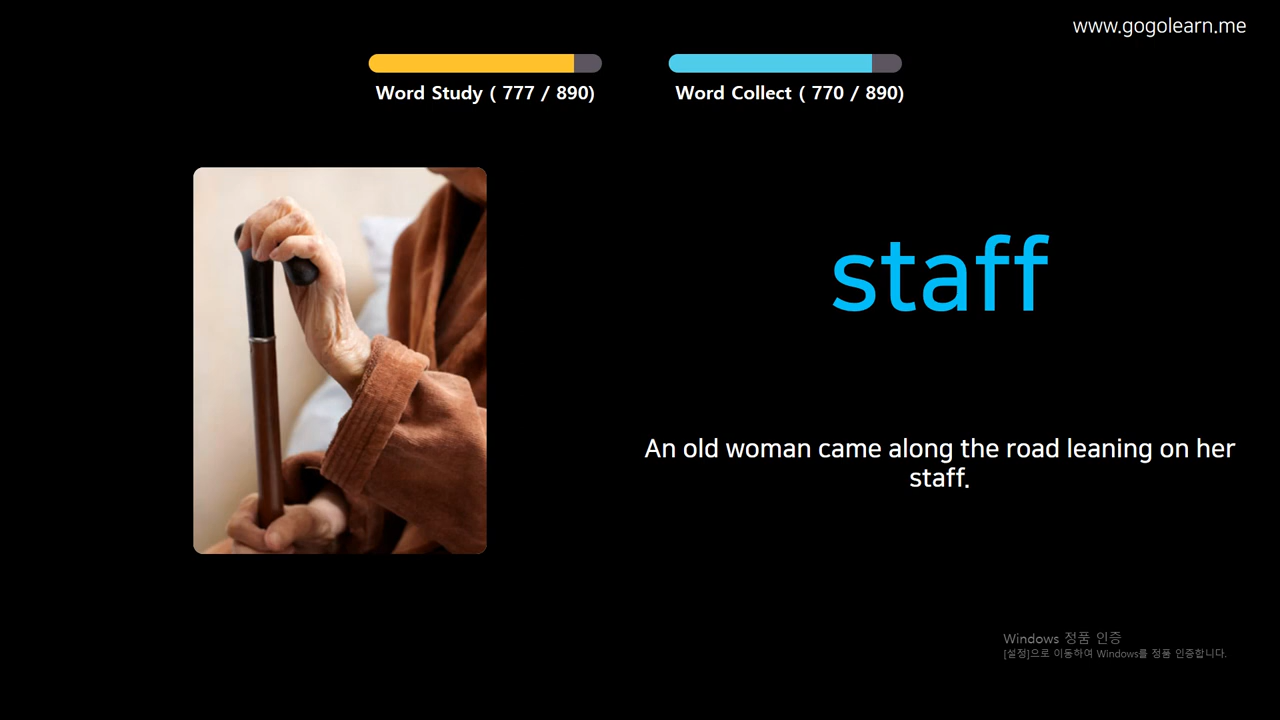 www.gogolearn.me
Word Study ( 777 / 890)
Word Collect ( 770 / 890)
staff
An old woman came along the road leaning on her
staff.
Windows 정품 인증
[설정]으로 이동하여 Windows를 정품 인증합니다.